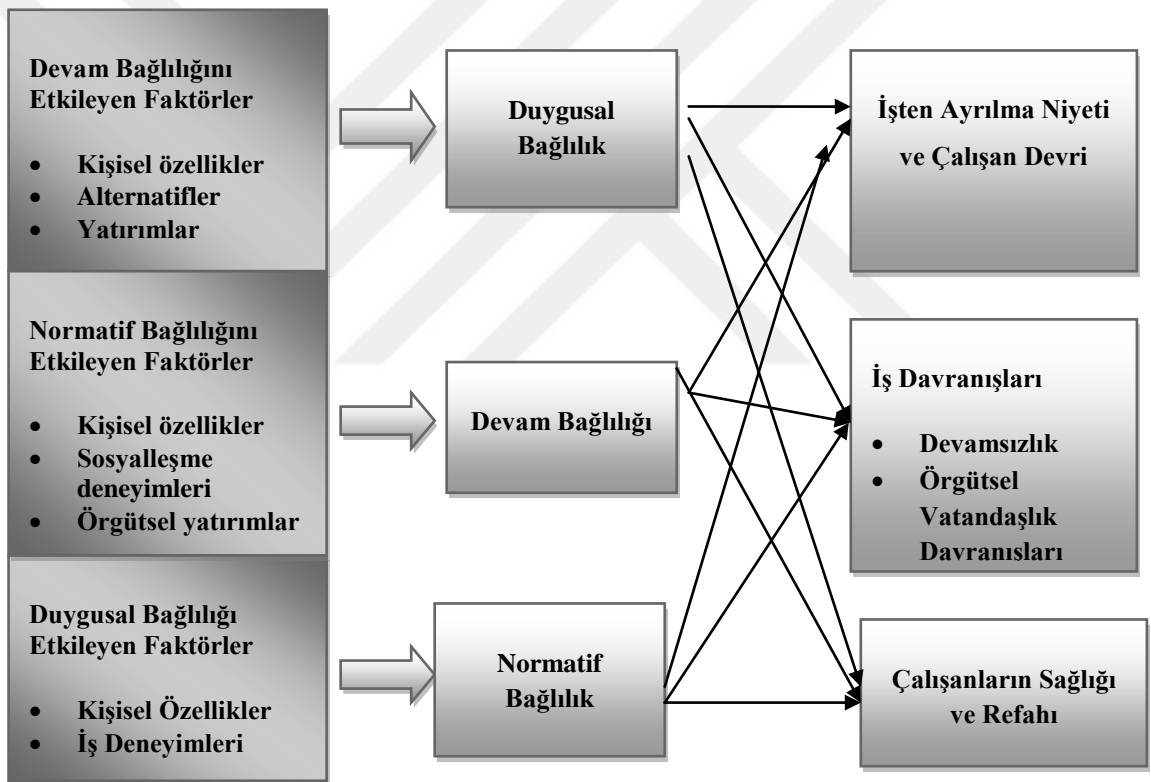 Devam Bağlılığını
Etkileyen Faktörler
• Kişisel özellikler
• Alternatifler
• Yatırımlar
Normatif Bağlılığını
Etkileyen Faktörler
• Kişisel özellikler
• Sosyalleşme
deneyimleri
• Örgütsel yatırımlar
Duygusal Bağlılığı
Etkileyen Faktörler
• Kişisel Özellikler
• İş Deneyimleri
Duygusal
Bağlılık
Devam Bağlılığı
Normatif
Bağlılık
İşten Ayrılma Niyeti
ve Çalışan Devri
İş Davranışları
• Devamsızlık
• Örgütsel
Vatandaşlık
Davranısları
Çalışanların Sağlığı
ve Refahı